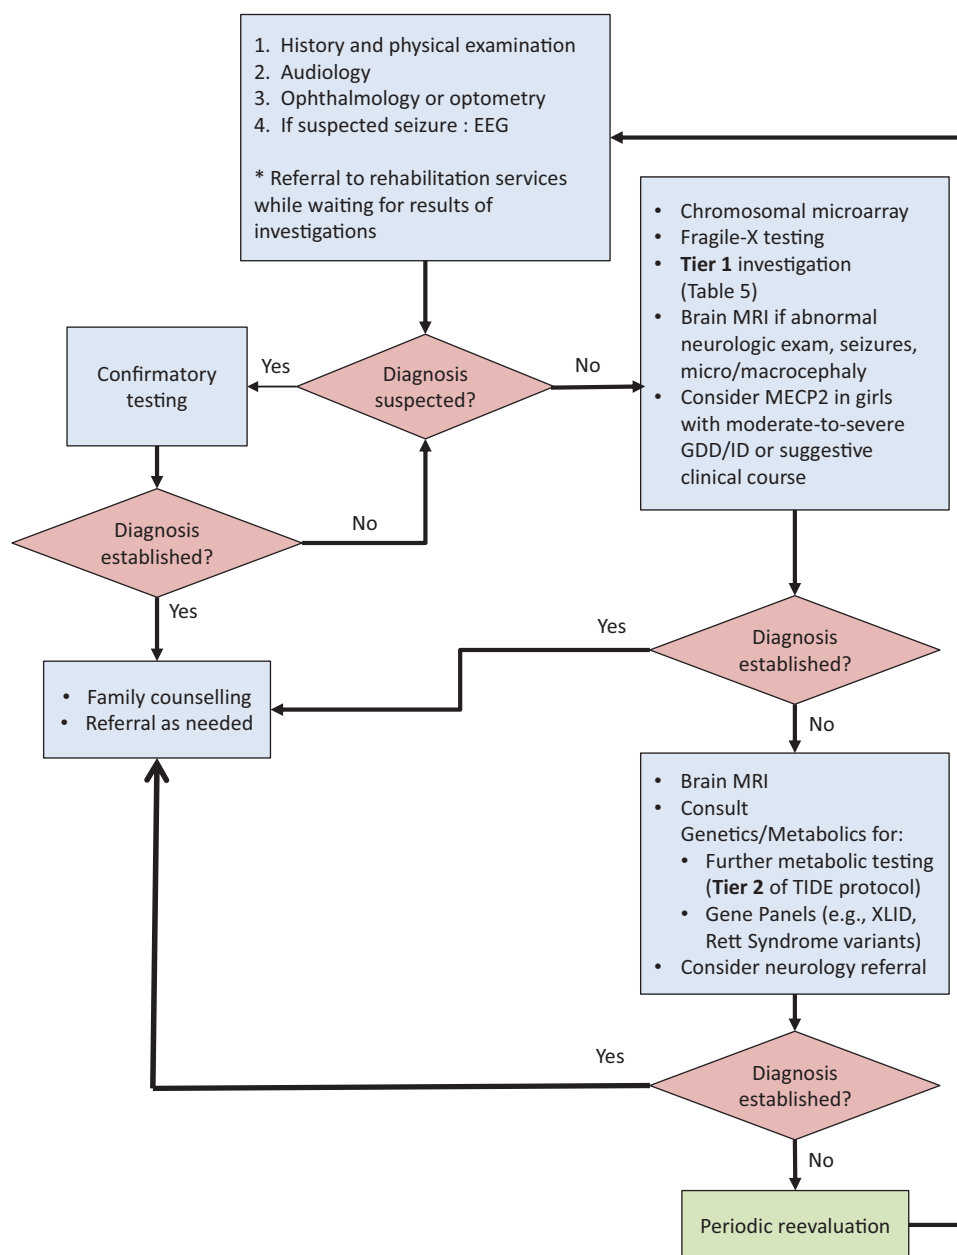 1. History and physical examination
2. Audiology
3. Ophthalmology or optometry
4. If suspected seizure : EEG
* Referral to rehabilitation services
while waiting for results of
investigations
• Chromosomal microarray
• Fragile-X testing
• Tier 1 investigation
(Table 5)
• Brain MRI if abnormal
neurologic exam, seizures,
micro/macrocephaly
• Consider MECP2 in girls
with moderate-to-severe
GDD/ID or suggestive
clinical course
Diagnosis
suspected?
Yes
No
Confirmatory
testing
Diagnosis
established?
No
Yes
• Family counselling
• Referral as needed
Diagnosis
established?
Yes
No
• Brain MRI
• Consult
Genetics/Metabolics for:
• Further metabolic testing
(Tier 2 of TIDE protocol)
• Gene Panels (e.g., XLID,
Rett Syndrome variants)
• Consider neurology referral
Diagnosis
established?
Yes
No
Periodic reevaluation